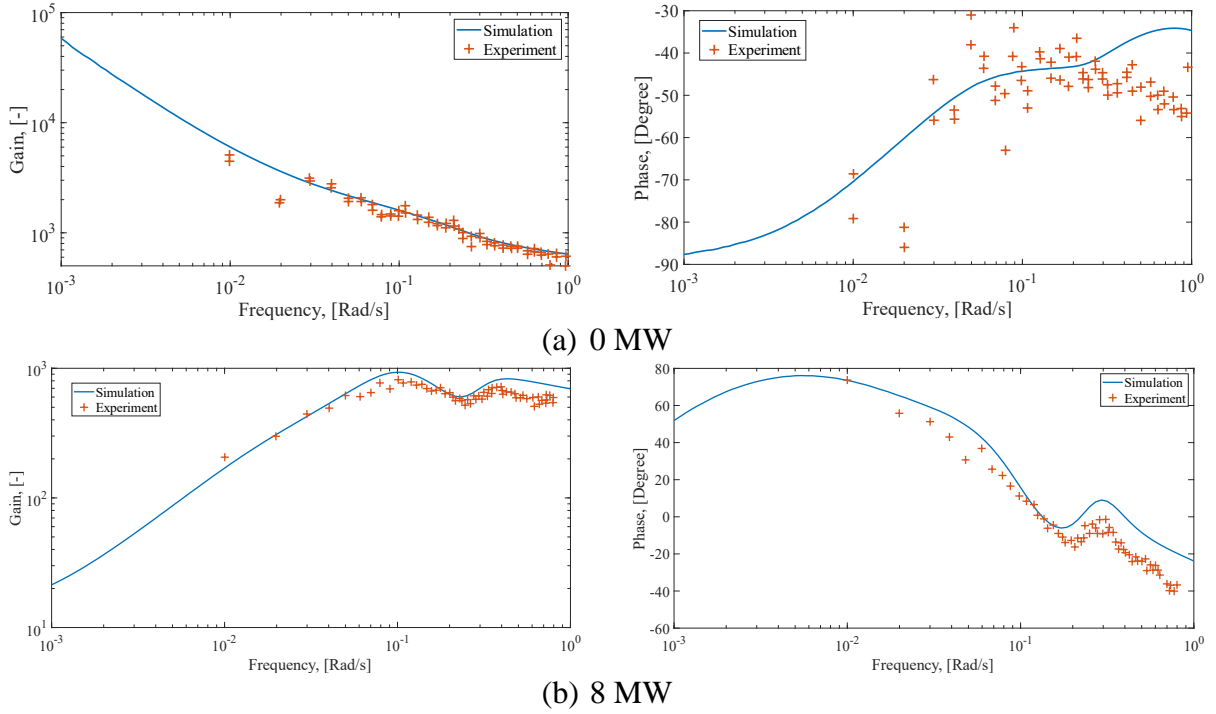 10^5
10^4
10^3
Gain, [-]
Simulation
Experiment
10^-3
10^-2
10^-1
10^0
Frequency, [Rad/s]
-30
-40
-50
-60
-70
-80
-90
Phase, [Degree]
Simulation
Experiment
10^-3
10^-2
10^-1
10^0
Frequency, [Rad/s]
(a) 0 MW
10^3
10^2
10^1
Gain, [-]
Simulation
Experiment
10^-3
10^-2
10^-1
10^0
Frequency, [Rad/s]
80
60
40
20
0
-20
-40
-60
Phase, [Degree]
Simulation
Experiment
10^-3
10^-2
10^-1
10^0
Frequency, [Rad/s]
(b) 8 MW